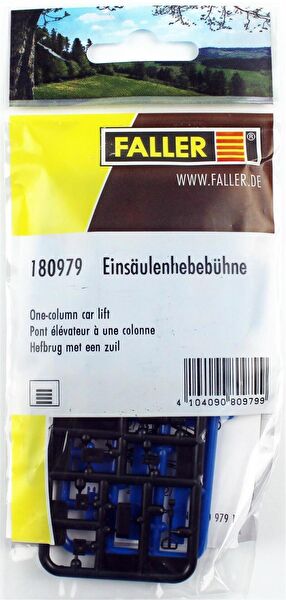 FALLER®
WWW.FALLER.DE
180979 Einsäulenhebebühne
One-column car lift
Pont élévateur à une colonne
Hefbrug met een zuil
4 104090 809799
979 1